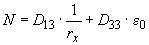 N = D₁₃ · 1/rₓ + D₃₃ · ε₀